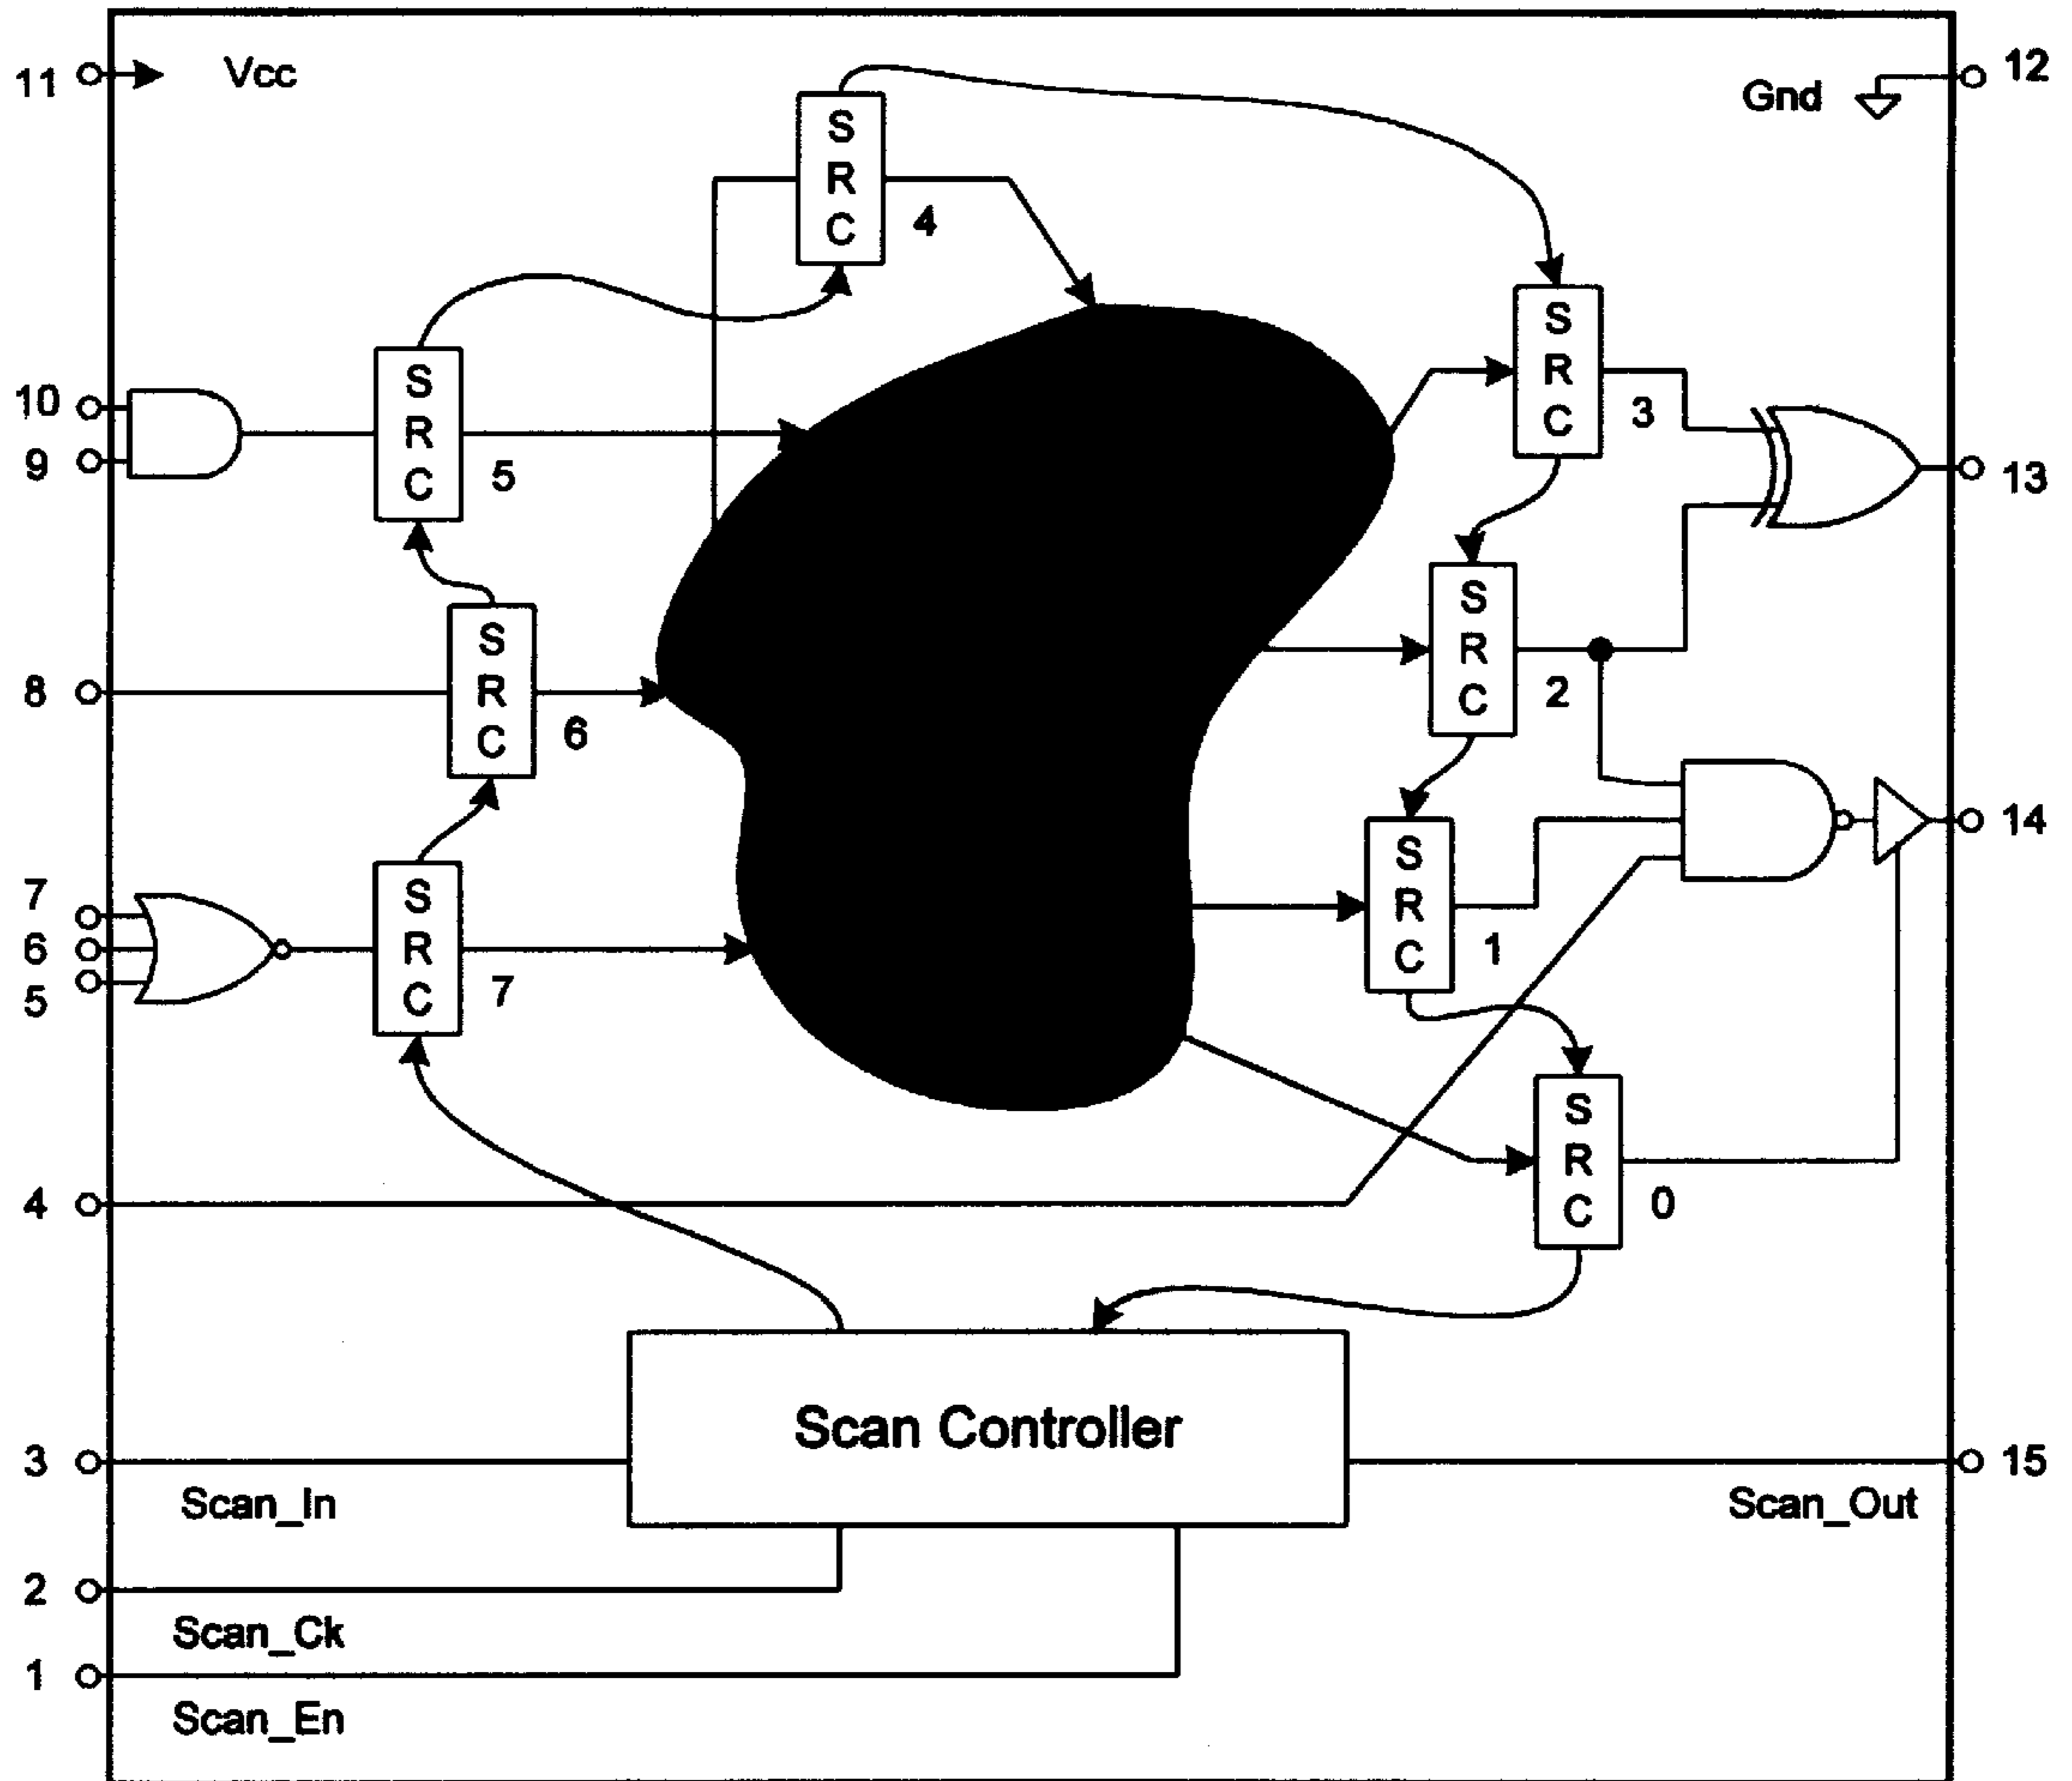 11
Vcc
Gnd
12
S
R
C
4
S
R
C
3
10
9
S
R
C
5
13
8
S
R
C
6
S
R
C
2
14
7
6
5
S
R
C
7
S
R
C
1
4
S
R
C
0
Scan Controller
3
Scan_In
15
Scan_Out
2
Scan_Ck
1
Scan_En